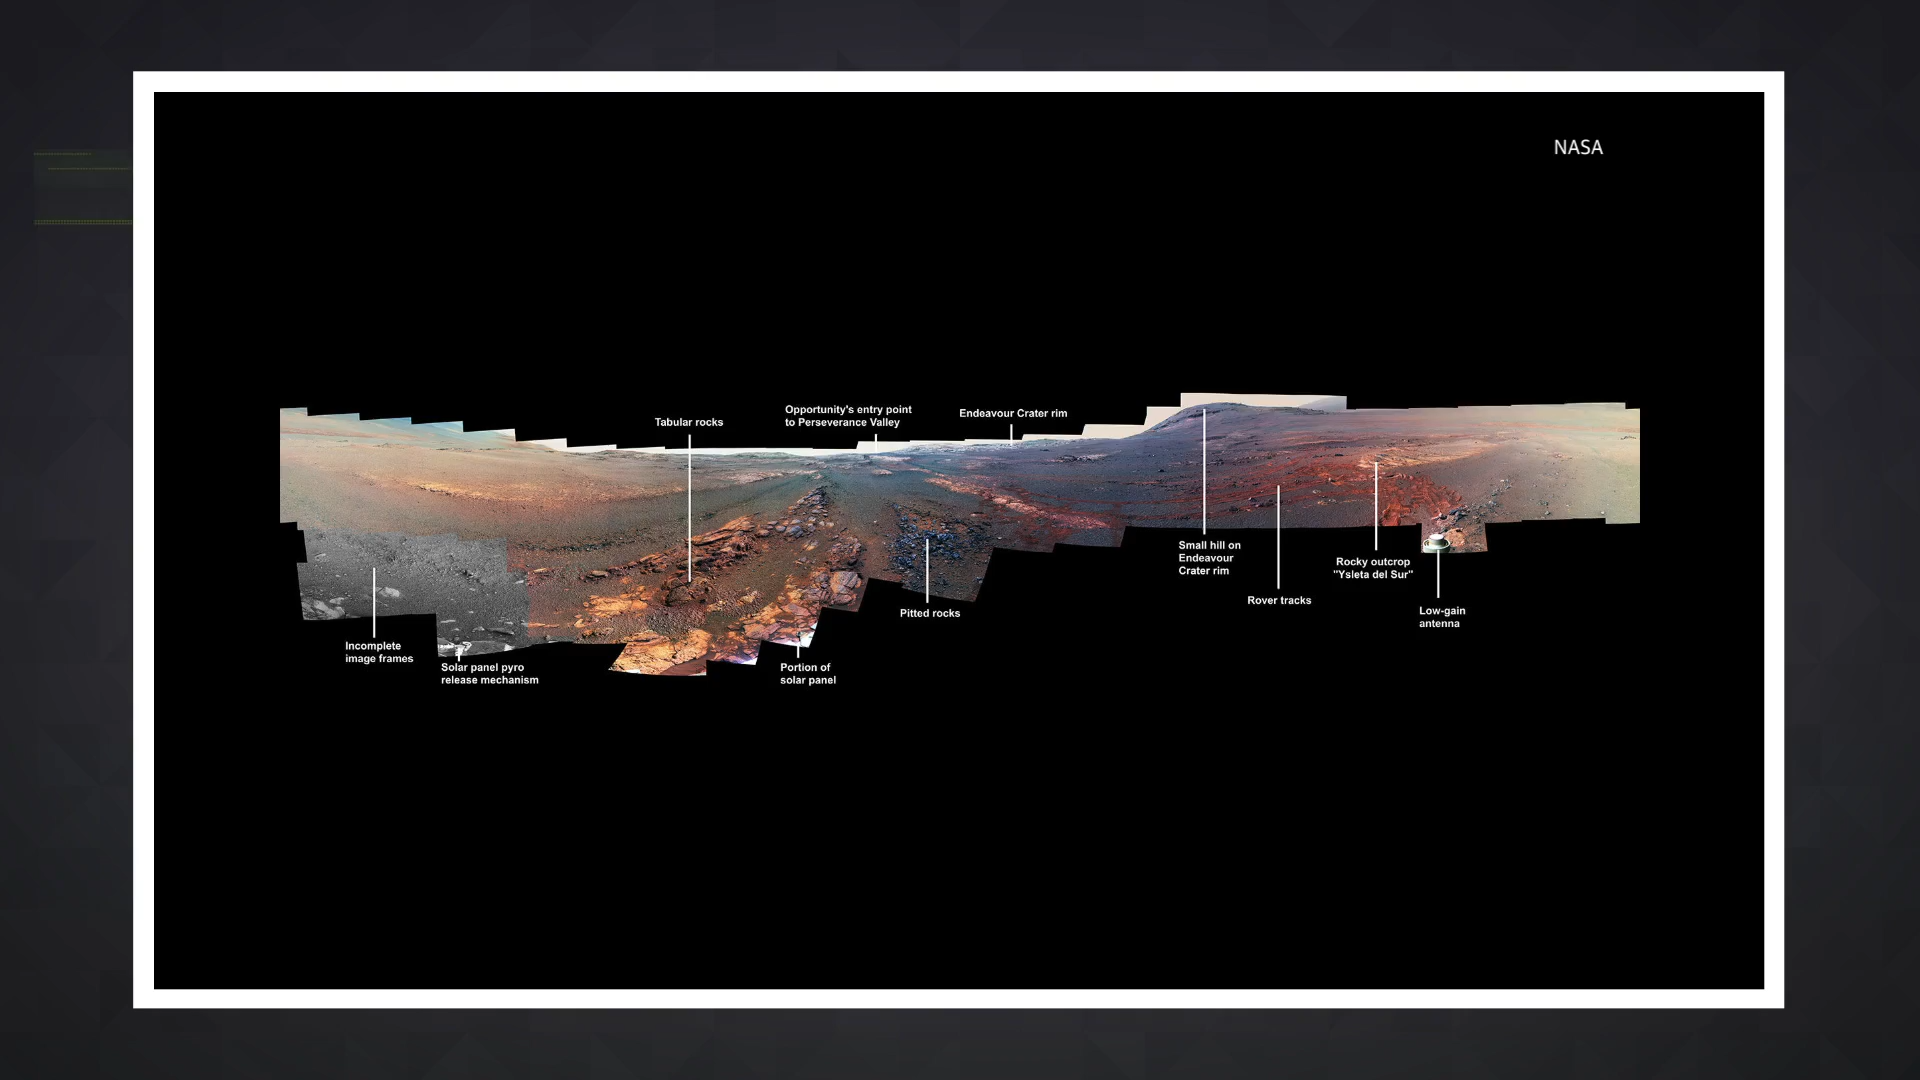 NASA
Tabular rocks
Opportunity's entry point
to Perseverance Valley
Endeavour Crater rim
Small hill on
Endeavour
Crater rim
Rover tracks
Rocky outcrop
"Ysleta del Sur"
Low-gain
antenna
Pitted rocks
Incomplete
image frames
Solar panel pyro
release mechanism
Portion of
solar panel